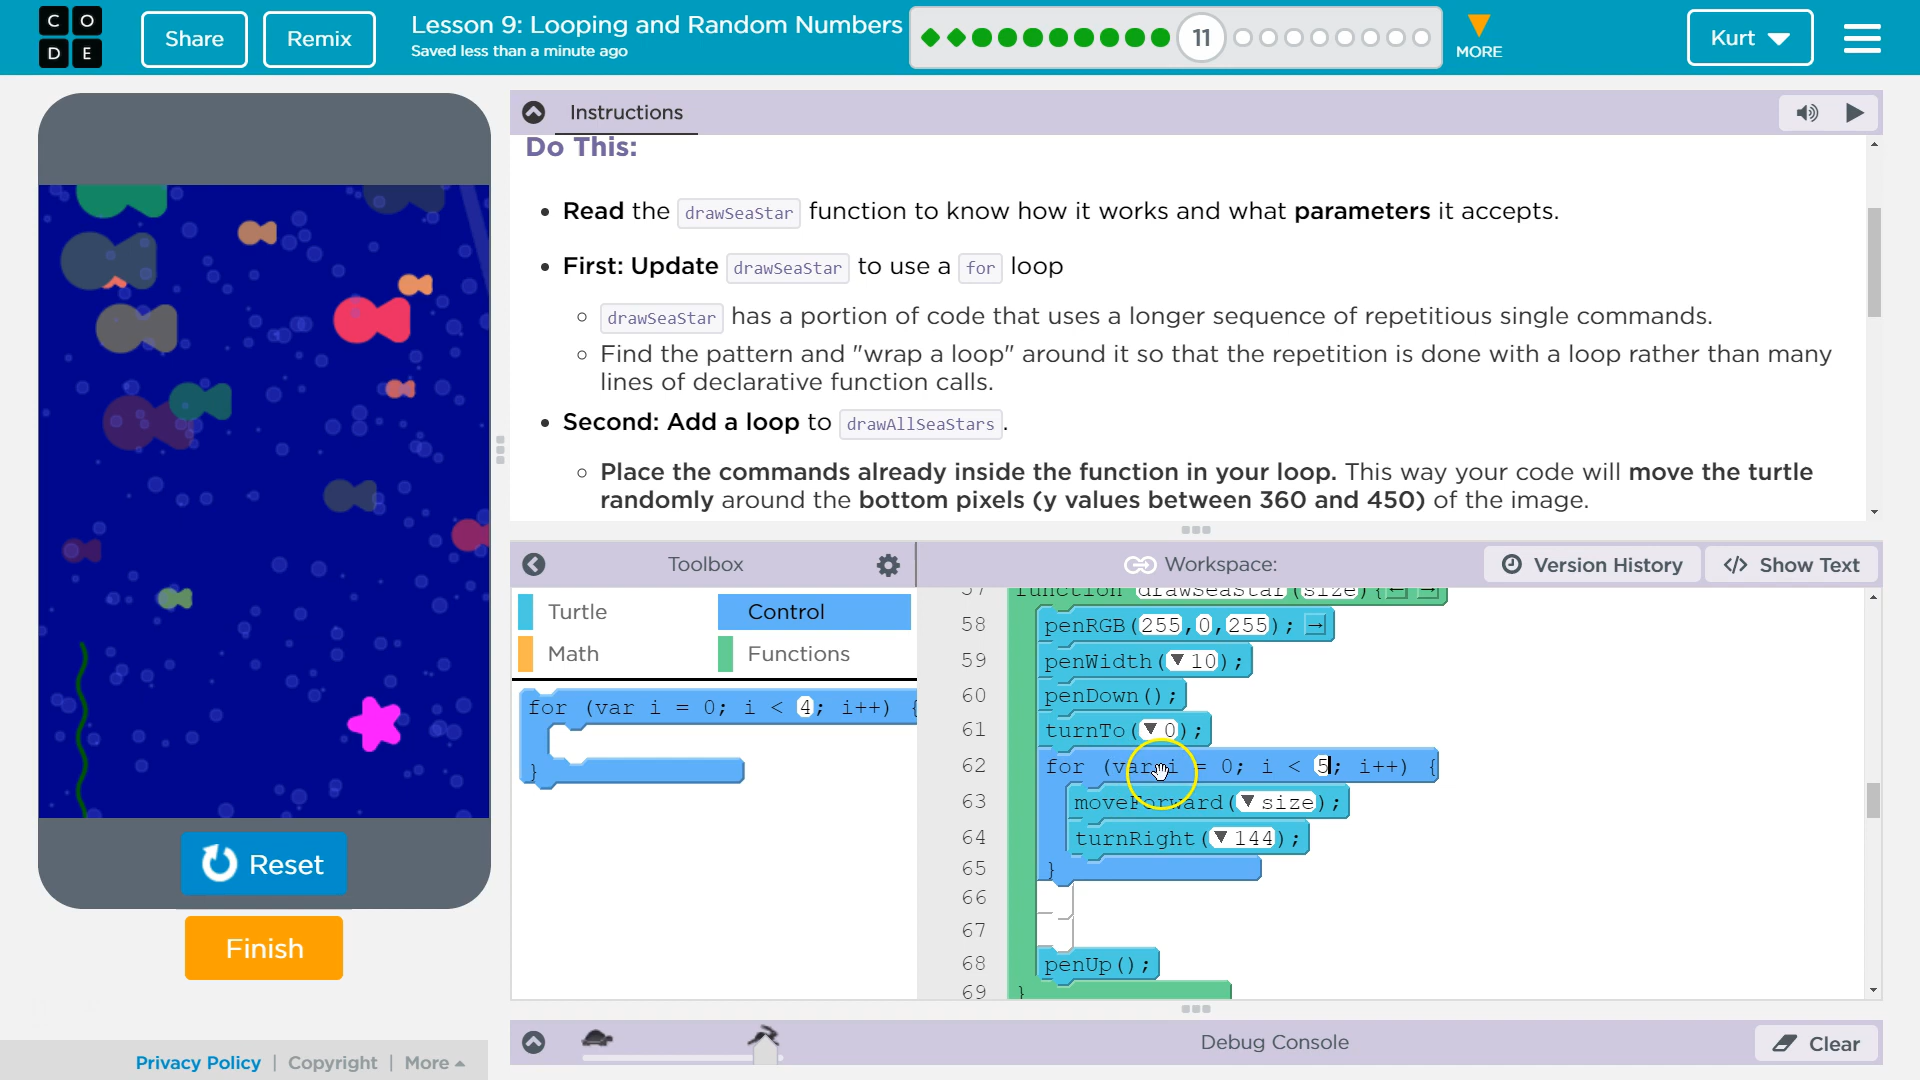 C O
D E
Share
Remix
Lesson 9: Looping and Random Numbers
Saved less than a minute ago
11
MORE
Kurt
Instructions
Do This:
• Read the drawSeaStar function to know how it works and what parameters it accepts.
• First: Update drawSeaStar to use a for loop
drawSeaStar has a portion of code that uses a longer sequence of repetitious single commands.
Find the pattern and "wrap a loop" around it so that the repetition is done with a loop rather than many
lines of declarative function calls.
• Second: Add a loop to drawAllSeaStars.
Place the commands already inside the function in your loop. This way your code will move the turtle
randomly around the bottom pixels (y values between 360 and 450) of the image.
Toolbox
Workspace:
Version History
</> Show Text
Turtle
Control
Math
Functions
for (var i = 0; i < 4; i++) {
}
57 function drawSeaStar(size){
58 penRGB(255,0,255);
59 penWidth(10);
60 penDown();
61 turnTo(0);
62 for (var i = 0; i < 5; i++) {
63 moveForward(size);
64 turnRight(144);
65 }
66
67
68 penUp();
69 }
Reset
Finish
Debug Console
Clear
Privacy Policy | Copyright | More